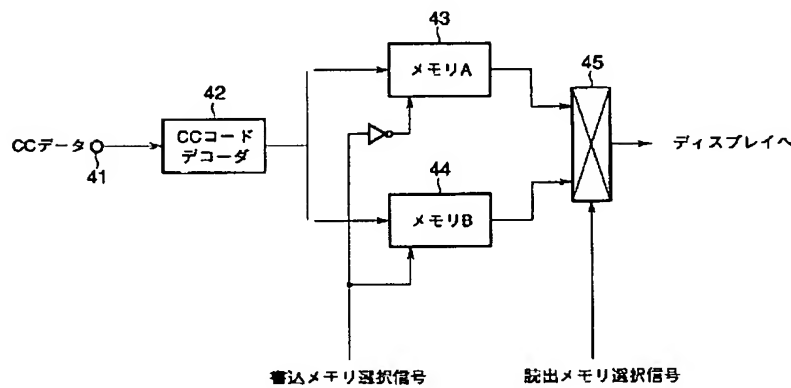 43
メモリA
45
42
CCコード
デコーダ
CCデータ
41
ディスプレイへ
44
メモリB
書込メモリ選択信号
読出メモリ選択信号